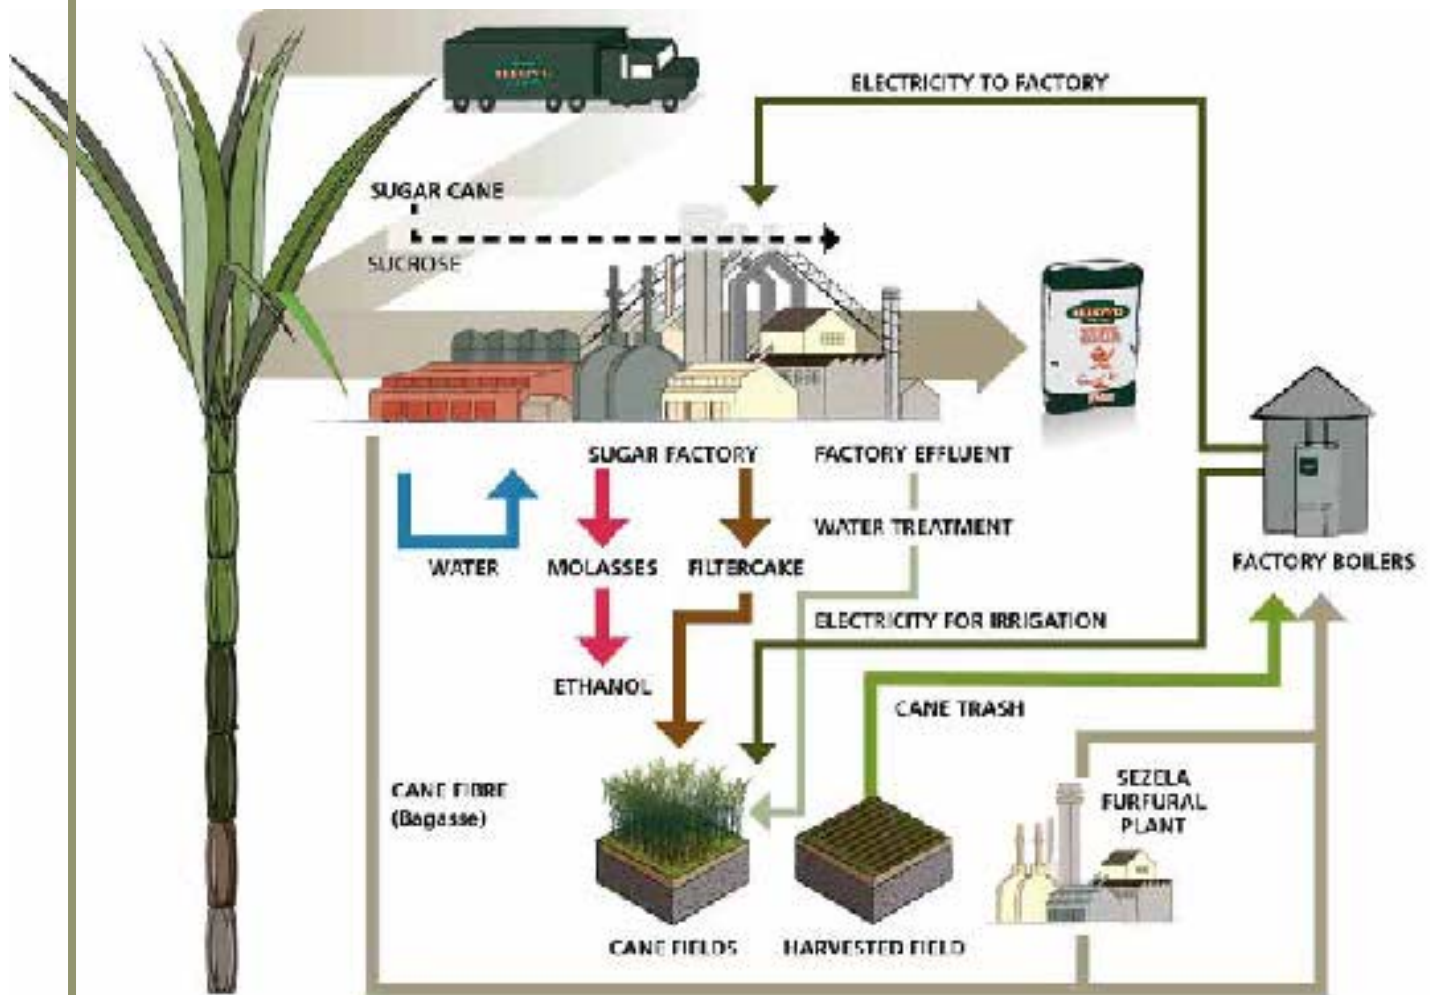 ELECTRICITY TO FACTORY
SUGAR CANE
SUCROSE
SUGAR FACTORY
FACTORY EFFLUENT
WATER TREATMENT
WATER
MOLASSES
FILTERCAKE
FACTORY BOILERS
ELECTRICITY FOR IRRIGATION
ETHANOL
CANE TRASH
CANE FIBRE
(Bagasse)
SEZELA
FURFURAL
PLANT
CANE FIELDS
HARVESTED FIELD